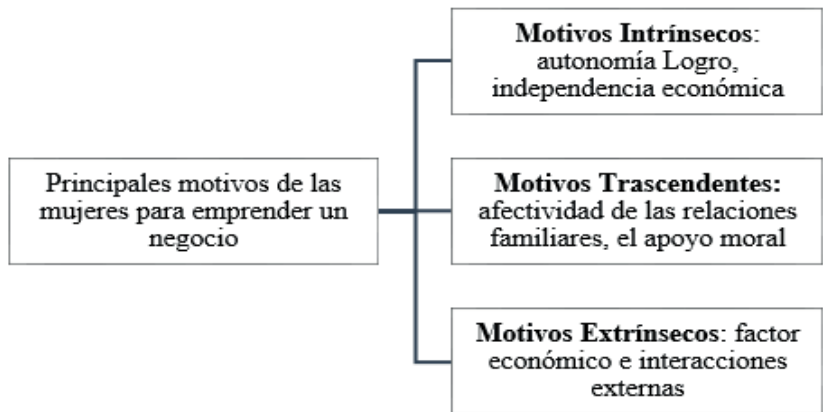 Motivos Intrínsecos:
autonomía Logro,
independencia económica
Principales motivos de las
mujeres para emprender un
negocio
Motivos Trascendentes:
afectividad de las relaciones
familiares, el apoyo moral
Motivos Extrínsecos: factor
económico e interacciones
externas